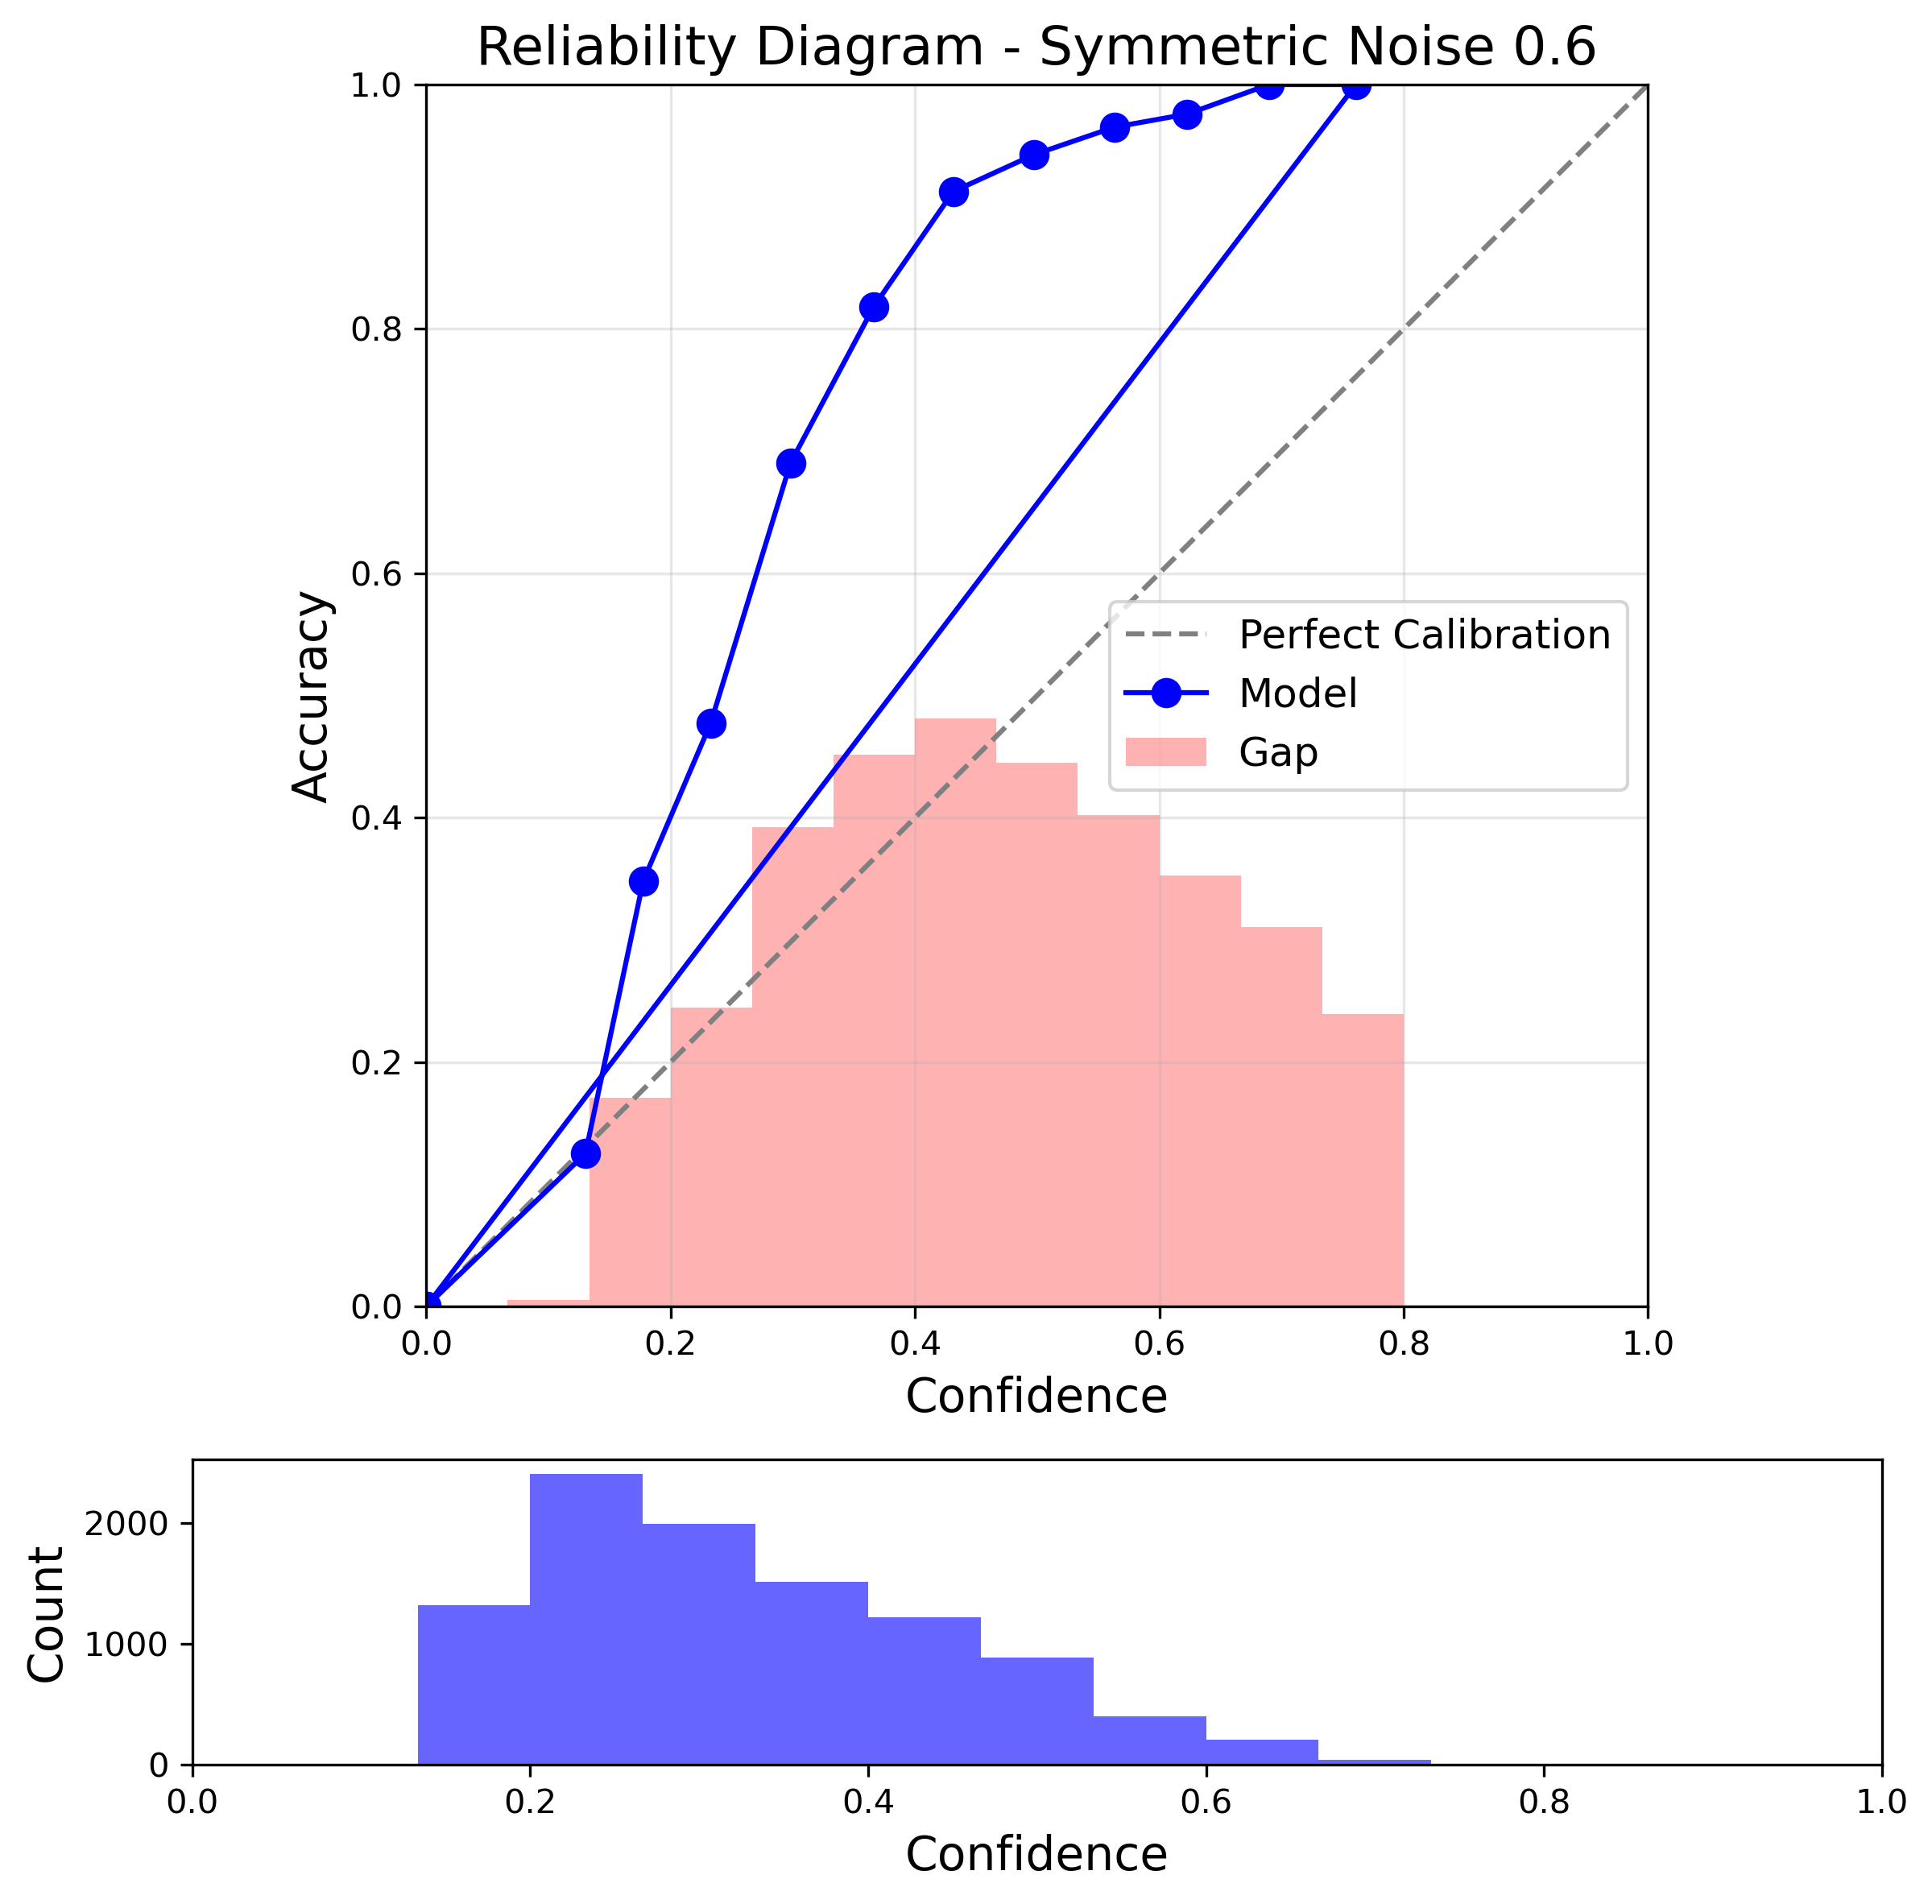 Reliability Diagram - Symmetric Noise 0.6
1.0
0.8
0.6
0.4
0.2
0.0
Accuracy
Perfect Calibration
Model
Gap
0.0 0.2 0.4 0.6 0.8 1.0
Confidence
2000
1000
0
Count
0.0 0.2 0.4 0.6 0.8 1.0
Confidence